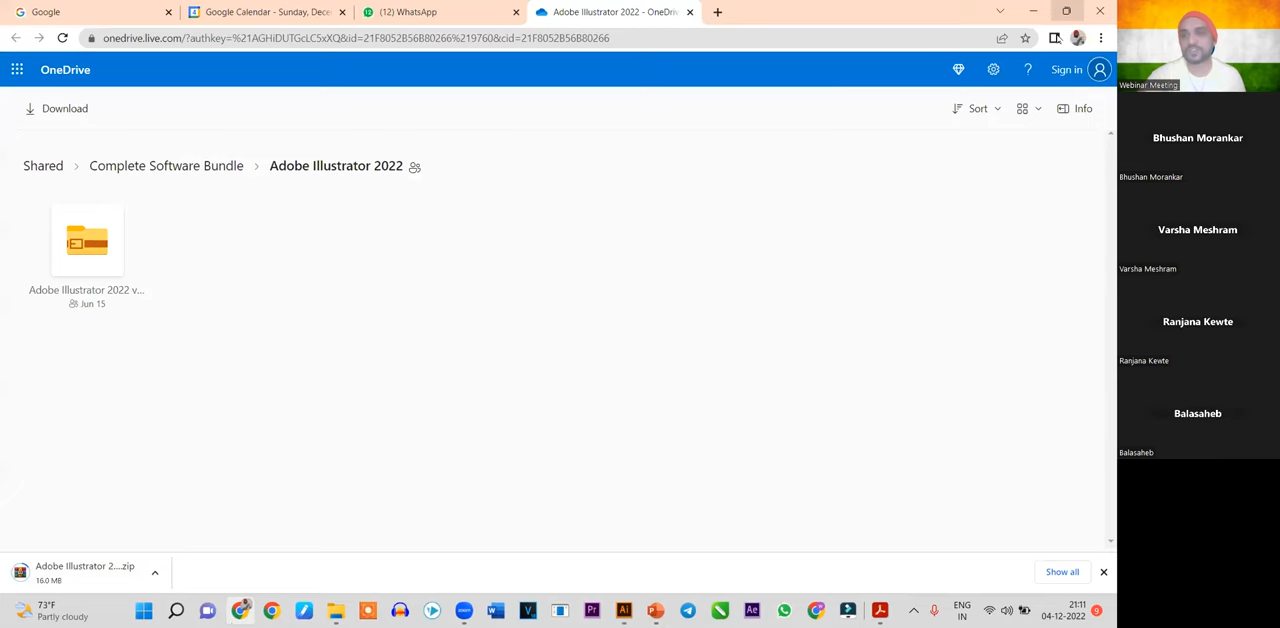 Google
Google Calendar - Sunday, Dece
(12) WhatsApp
Adobe Illustrator 2022 - OneDriv
onedrive.live.com/?authkey=%21AGHiDUTGcLC5xXQ&id=21F8052B56B80266%219760&cid=21F8052B56B80266
OneDrive
Sign in
Download
Sort
Info
Shared > Complete Software Bundle > Adobe Illustrator 2022
Adobe Illustrator 2022 v...
Jun 15
Adobe Illustrator 2....zip
16.0 MB
Show all
73°F
Partly cloudy
ENG
IN
21:11
04-12-2022
9
Webinar Meeting
Bhushan Morankar
Bhushan Morankar
Varsha Meshram
Varsha Meshram
Ranjana Kewte
Ranjana Kewte
Balasaheb
Balasaheb